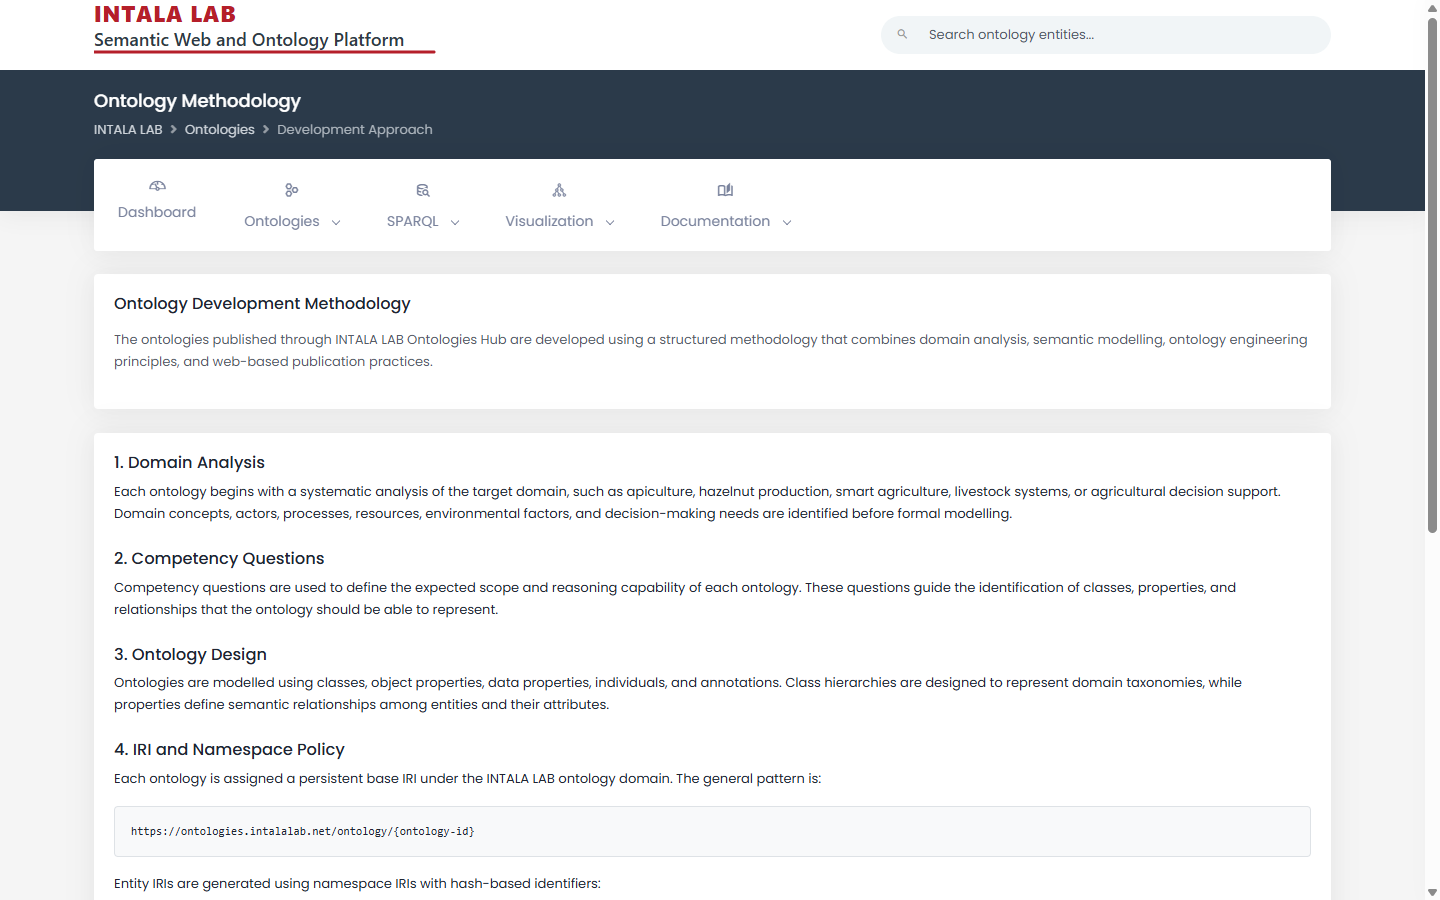 INTALA LAB
Semantic Web and Ontology Platform
Search ontology entities...
Ontology Methodology
INTALA LAB > Ontologies > Development Approach
Dashboard
Ontologies
SPARQL
Visualization
Documentation
Ontology Development Methodology
The ontologies published through INTALA LAB Ontologies Hub are developed using a structured methodology that combines domain analysis, semantic modelling, ontology engineering
principles, and web-based publication practices.
1. Domain Analysis
Each ontology begins with a systematic analysis of the target domain, such as apiculture, hazelnut production, smart agriculture, livestock systems, or agricultural decision support.
Domain concepts, actors, processes, resources, environmental factors, and decision-making needs are identified before formal modelling.
2. Competency Questions
Competency questions are used to define the expected scope and reasoning capability of each ontology. These questions guide the identification of classes, properties, and
relationships that the ontology should be able to represent.
3. Ontology Design
Ontologies are modelled using classes, object properties, data properties, individuals, and annotations. Class hierarchies are designed to represent domain taxonomies, while
properties define semantic relationships among entities and their attributes.
4. IRI and Namespace Policy
Each ontology is assigned a persistent base IRI under the INTALA LAB ontology domain. The general pattern is:
https://ontologies.intalalab.net/ontology/{ontology-id}
Entity IRIs are generated using namespace IRIs with hash-based identifiers: